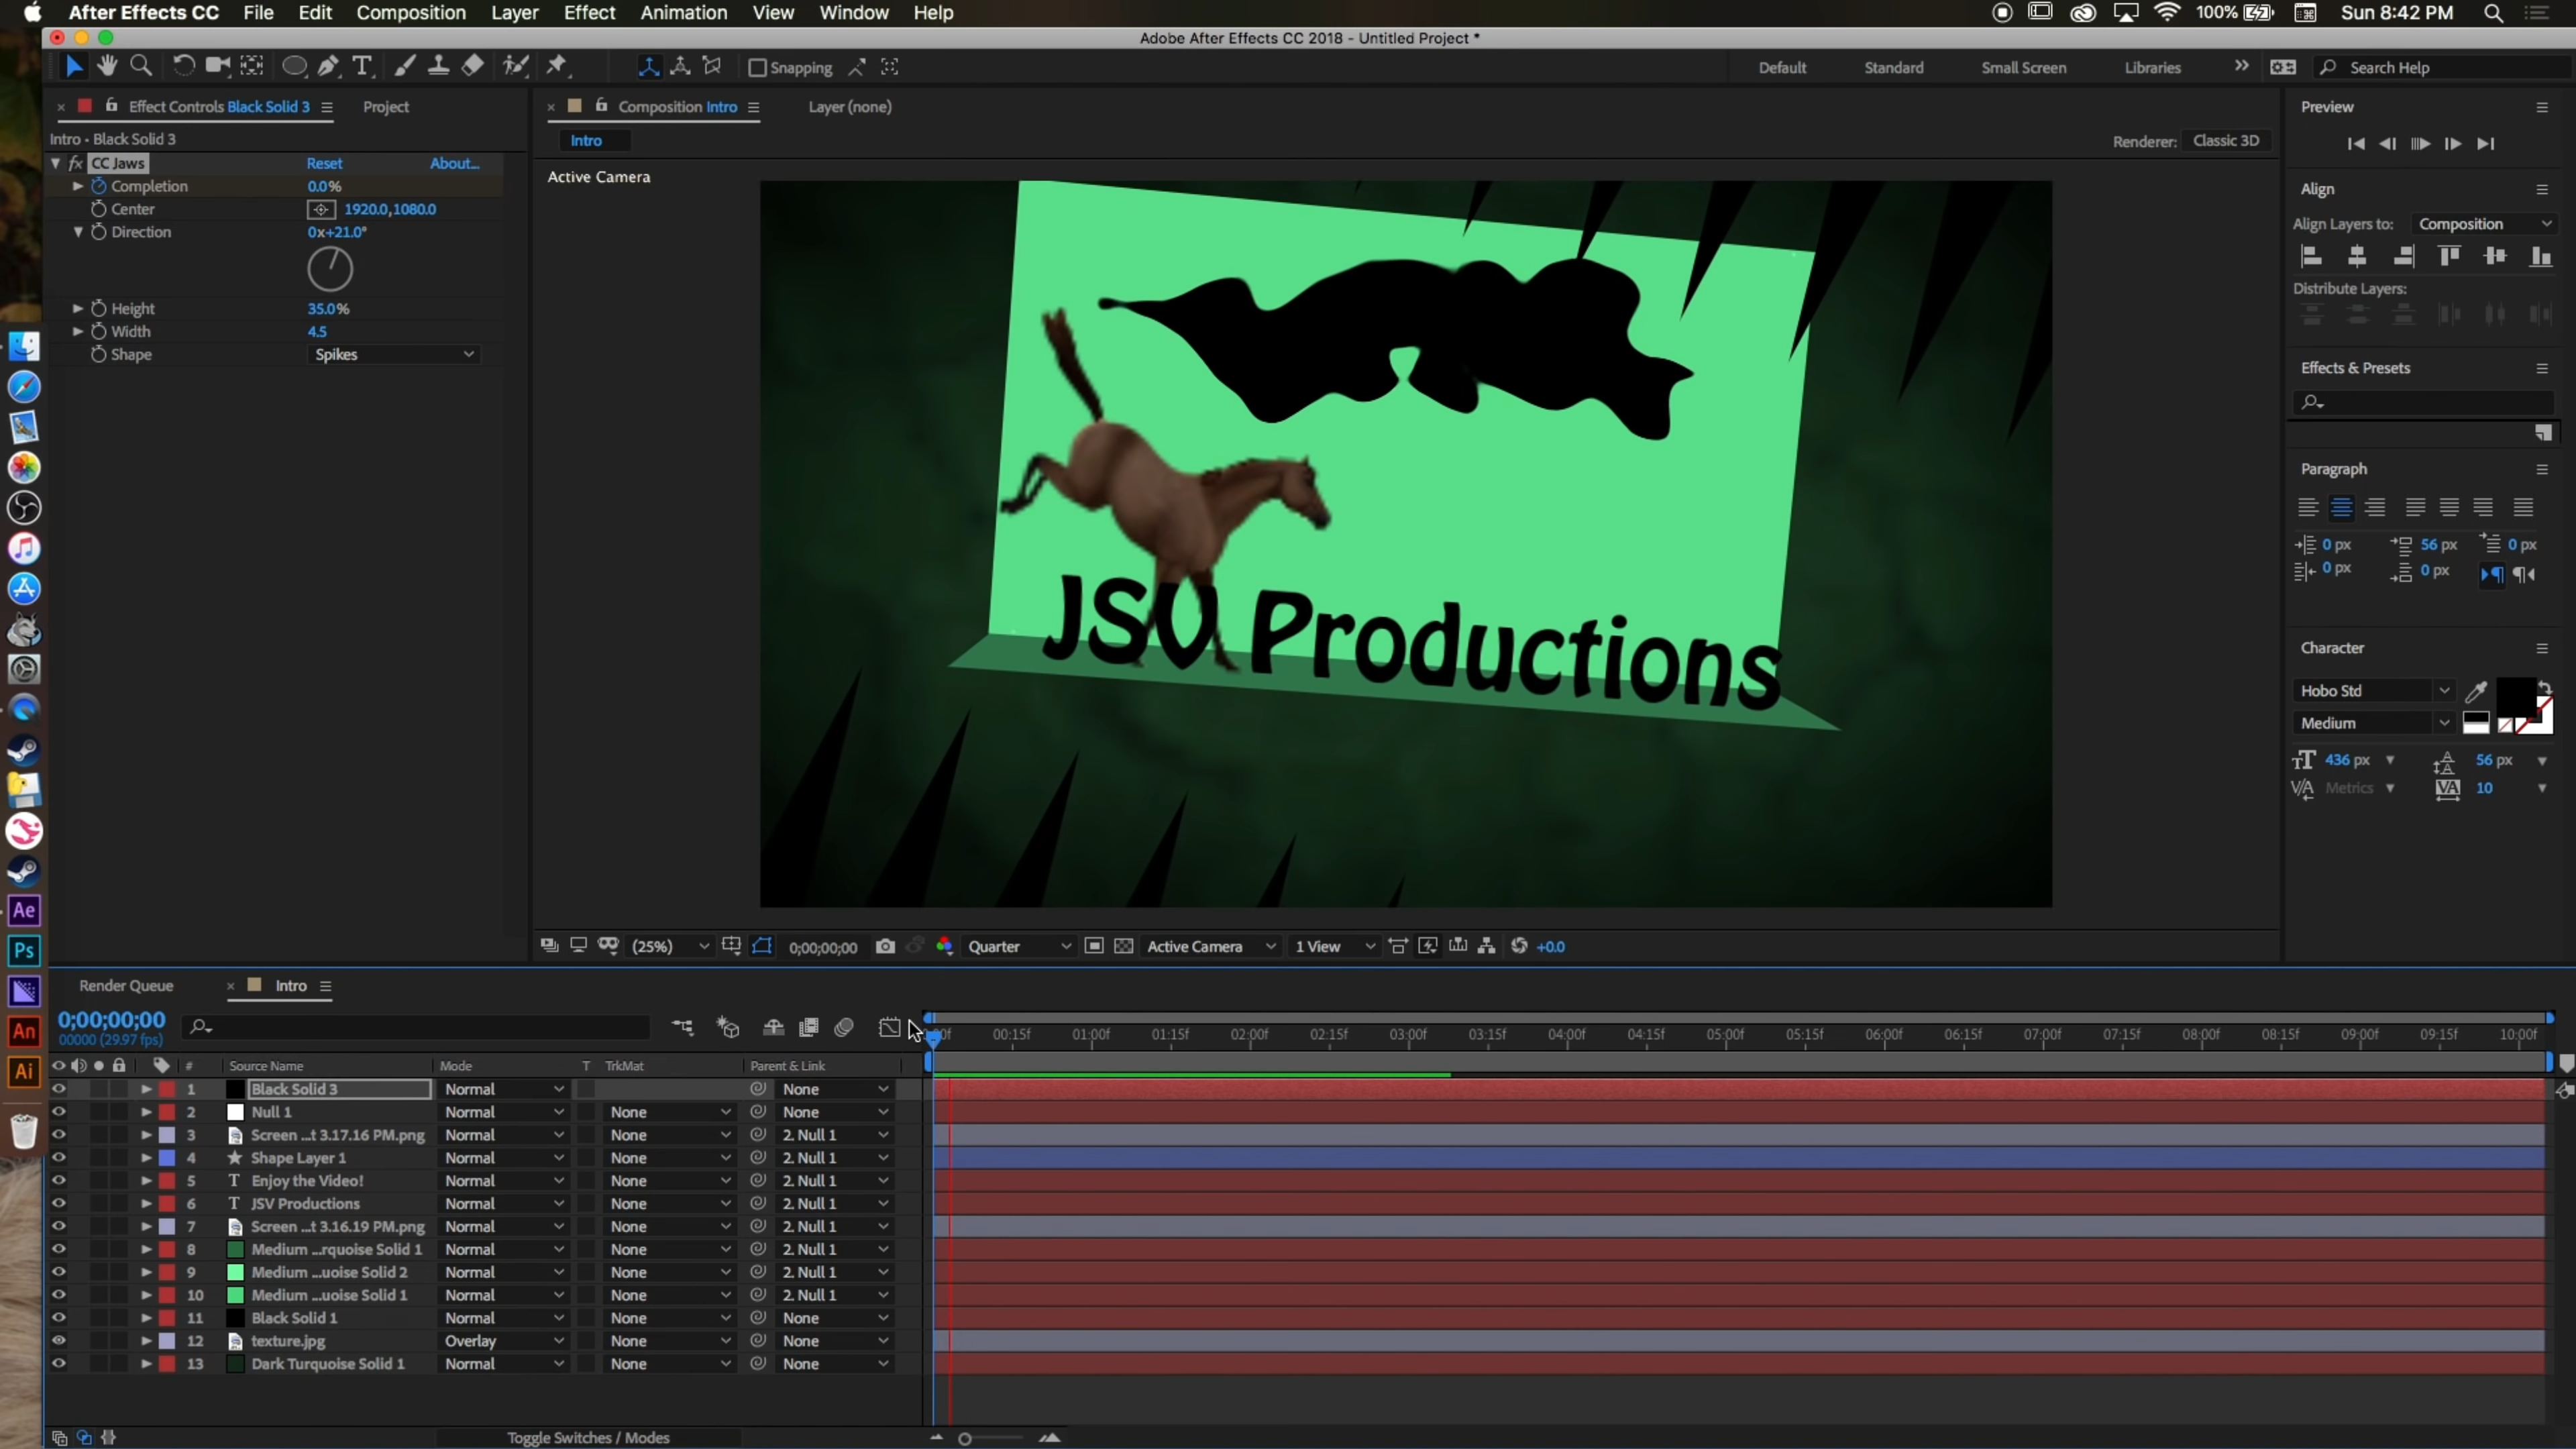 After Effects CC File Edit Composition Layer Effect Animation View Window Help 100% Sun 8:42 PM
Adobe After Effects CC 2018 - Untitled Project *
Snapping Default Standard Small Screen Libraries Search Help
Effect Controls Black Solid 3 Project Composition Intro Layer (none)
Intro • Black Solid 3
fx CC Jaws Reset About...
Completion 0.0%
Center 1920.0,1080.0
Direction 0x+21.0°
Height 35.0%
Width 4.5
Shape Spikes
Intro Renderer: Classic 3D
Active Camera
JSV Productions
(25%) 0;00;00;00 Quarter Active Camera 1 View +0.0
Preview
Align
Align Layers to: Composition
Distribute Layers:
Effects & Presets
Paragraph
0 px 56 px 0 px
0 px 0 px
Character
Hobo Std
Medium
436 px 56 px
Metrics 10
Ae
Ps
An
Ai
Render Queue Intro
0;00;00;00
00000 (29.97 fps)
00:15f 01:00f 01:15f 02:00f 02:15f 03:00f 03:15f 04:00f 04:15f 05:00f 05:15f 06:00f 06:15f 07:00f 07:15f 08:00f 08:15f 09:00f 09:15f 10:00f
# Source Name Mode T TrkMat Parent & Link
1 Black Solid 3 Normal None
2 Null 1 Normal None None
3 Screen ...t 3.17.16 PM.png Normal None 2. Null 1
4 Shape Layer 1 Normal None 2. Null 1
5 T Enjoy the Video! Normal None 2. Null 1
6 T JSV Productions Normal None 2. Null 1
7 Screen ...t 3.16.19 PM.png Normal None 2. Null 1
8 Medium ...rquoise Solid 1 Normal None 2. Null 1
9 Medium ...uoise Solid 2 Normal None 2. Null 1
10 Medium ...uoise Solid 1 Normal None 2. Null 1
11 Black Solid 1 Normal None None
12 texture.jpg Overlay None None
13 Dark Turquoise Solid 1 Normal None None
Toggle Switches / Modes